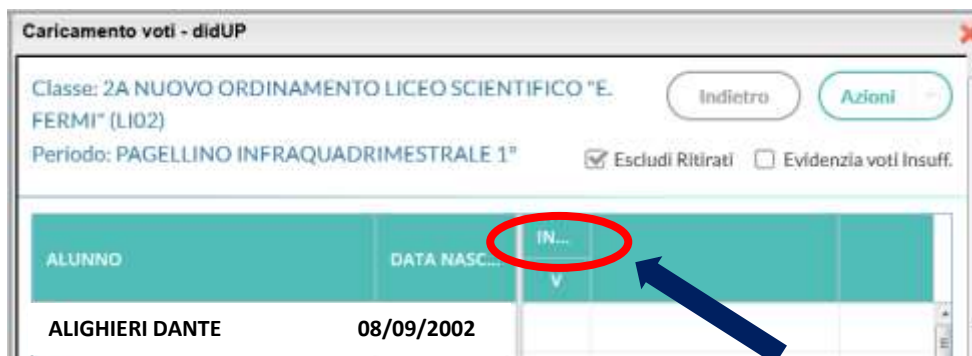 Caricamento voti - didUP
Classe: 2A NUOVO ORDINAMENTO LICEO SCIENTIFICO "E.
FERMI" (LI02)
Indietro
Azioni
Periodo: PAGELLINO INFRAQUADRIMESTRALE 1°
Escludi Ritirati
Evidenzia voti Insuff.
ALUNNO
DATA NASC...
IN...
V
ALIGHIERI DANTE
08/09/2002